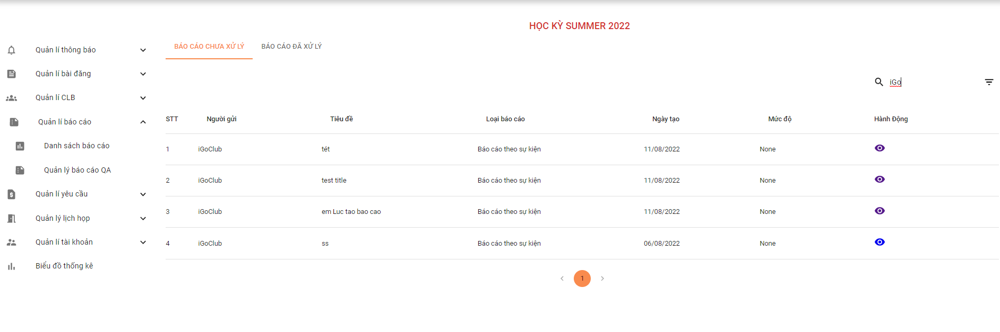 HỌC KỲ SUMMER 2022
Quản lí thông báo
Quản lí bài đăng
Quản lí CLB
Quản lí báo cáo
Danh sách báo cáo
Quản lý báo cáo QA
Quản lí yêu cầu
Quản lý lịch họp
Quản lí tài khoản
Biểu đồ thống kê
BÁO CÁO CHƯA XỬ LÝ BÁO CÁO ĐÃ XỬ LÝ
iGo
STT Người gửi Tiêu đề Loại báo cáo Ngày tạo Mức độ Hành Động
1 iGoClub tét Báo cáo theo sự kiện 11/08/2022 None
2 iGoClub test title Báo cáo theo sự kiện 11/08/2022 None
3 iGoClub em Luc tao bao cao Báo cáo theo sự kiện 11/08/2022 None
4 iGoClub ss Báo cáo theo sự kiện 06/08/2022 None
1